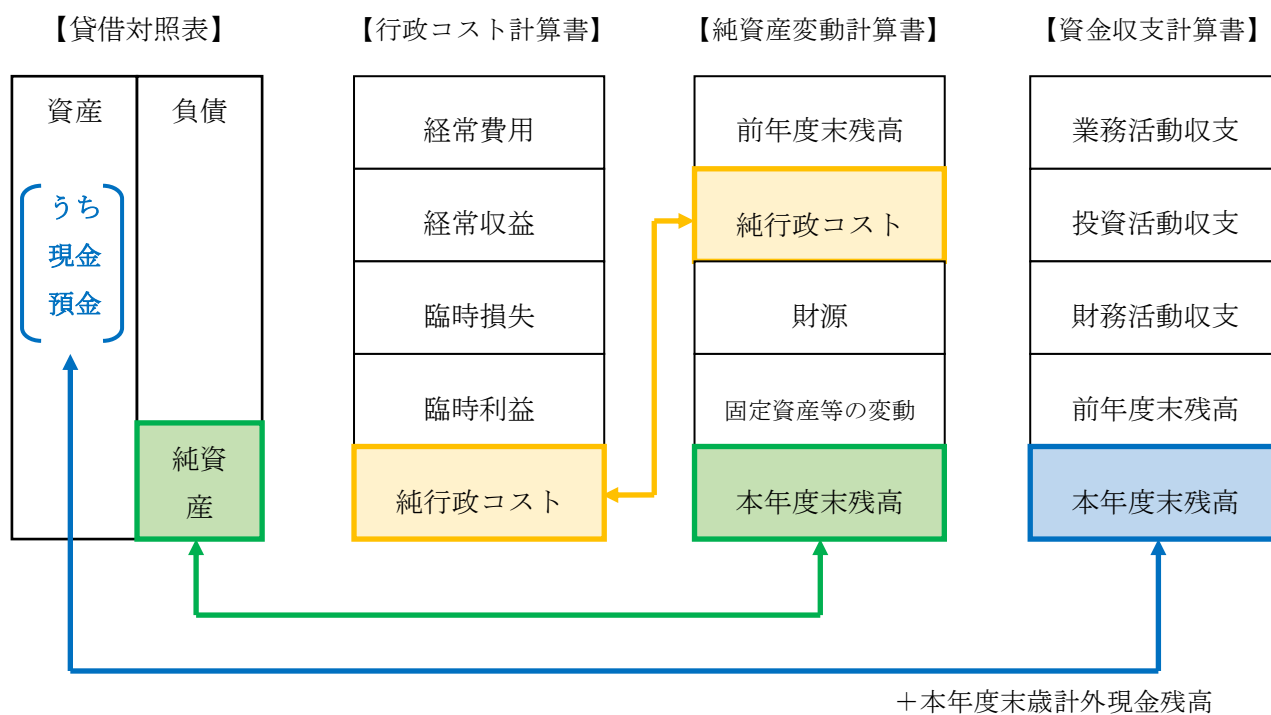 【貸借対照表】
資産
負債
うち
現金
預金
純資
産
【行政コスト計算書】
経常費用
経常収益
臨時損失
臨時利益
純行政コスト
【純資産変動計算書】
前年度末残高
純行政コスト
財源
固定資産等の変動
本年度末残高
【資金収支計算書】
業務活動収支
投資活動収支
財務活動収支
前年度末残高
本年度末残高
＋本年度末歳計外現金残高